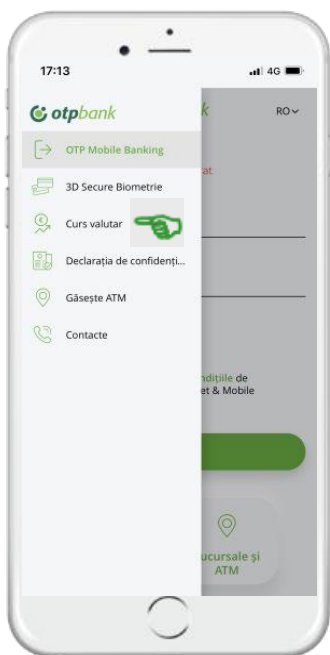 17:13
4G
otpbank
k
RO
OTP Mobile Banking
at
3D Secure Biometrie
Curs valutar
Declarația de confidenți...
Găsește ATM
Contacte
ndițiile de
et & Mobile
ucursale și
ATM